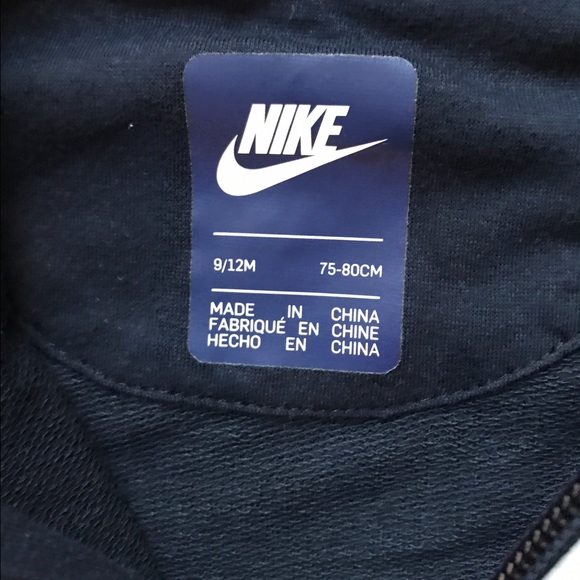 NIKE
9/12M 75-80CM
MADE IN CHINA
FABRIQUÉ EN CHINE
HECHO EN CHINA